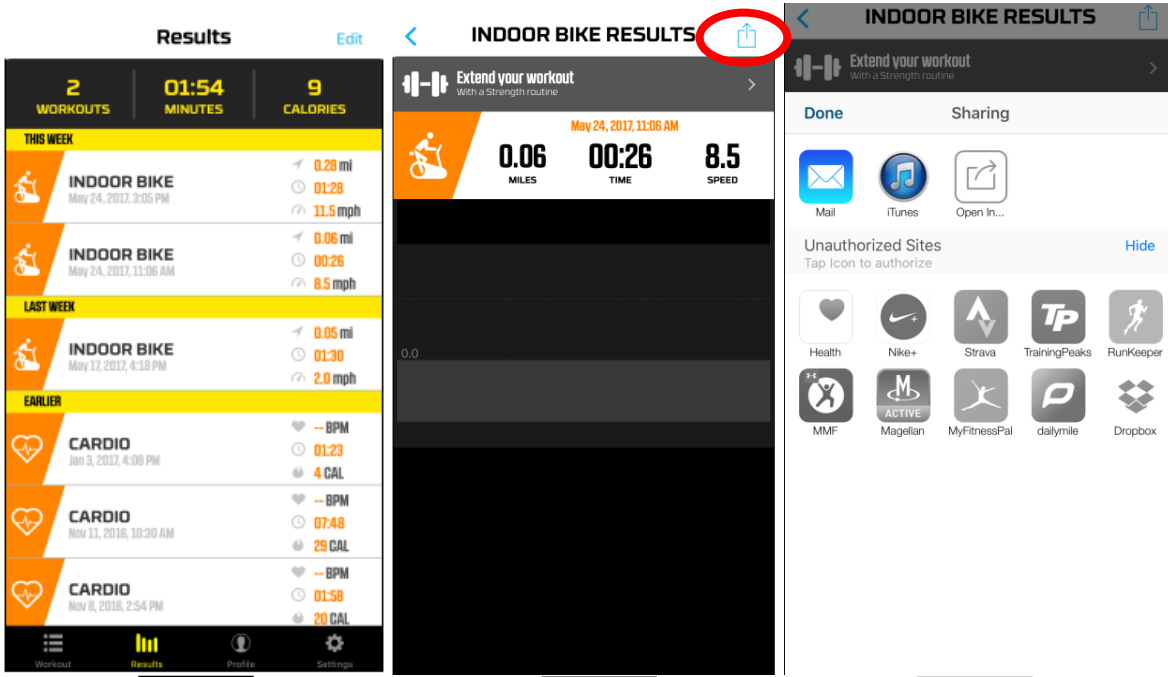 Results
Edit
2
WORKOUTS
01:54
MINUTES
9
CALORIES
THIS WEEK
INDOOR BIKE
May 24, 2017, 3:05 PM
0.28 mi
01:28
11.5 mph
INDOOR BIKE
May 24, 2017, 11:06 AM
0.06 mi
00:26
8.5 mph
LAST WEEK
INDOOR BIKE
May 17, 2017, 4:18 PM
0.05 mi
01:30
2.0 mph
EARLIER
CARDIO
Jan 3, 2017, 4:08 PM
-- BPM
01:23
4 CAL
CARDIO
Nov 11, 2016, 10:30 AM
-- BPM
07:48
29 CAL
CARDIO
Nov 8, 2016, 2:54 PM
-- BPM
01:58
20 CAL
Workout
Results
Profile
Settings
INDOOR BIKE RESULTS
Extend your workout
With a Strength routine
May 24, 2017, 11:06 AM
0.06
MILES
00:26
TIME
8.5
SPEED
0.0
INDOOR BIKE RESULTS
Extend your workout
With a Strength routine
Done
Sharing
Mail
iTunes
Open In...
Unauthorized Sites
Hide
Tap Icon to authorize
Health
Nike+
TP
Strava
TrainingPeaks
RunKeeper
M
ACTIVE
MMF
Magellan
MyFitnessPal
dailymile
Dropbox